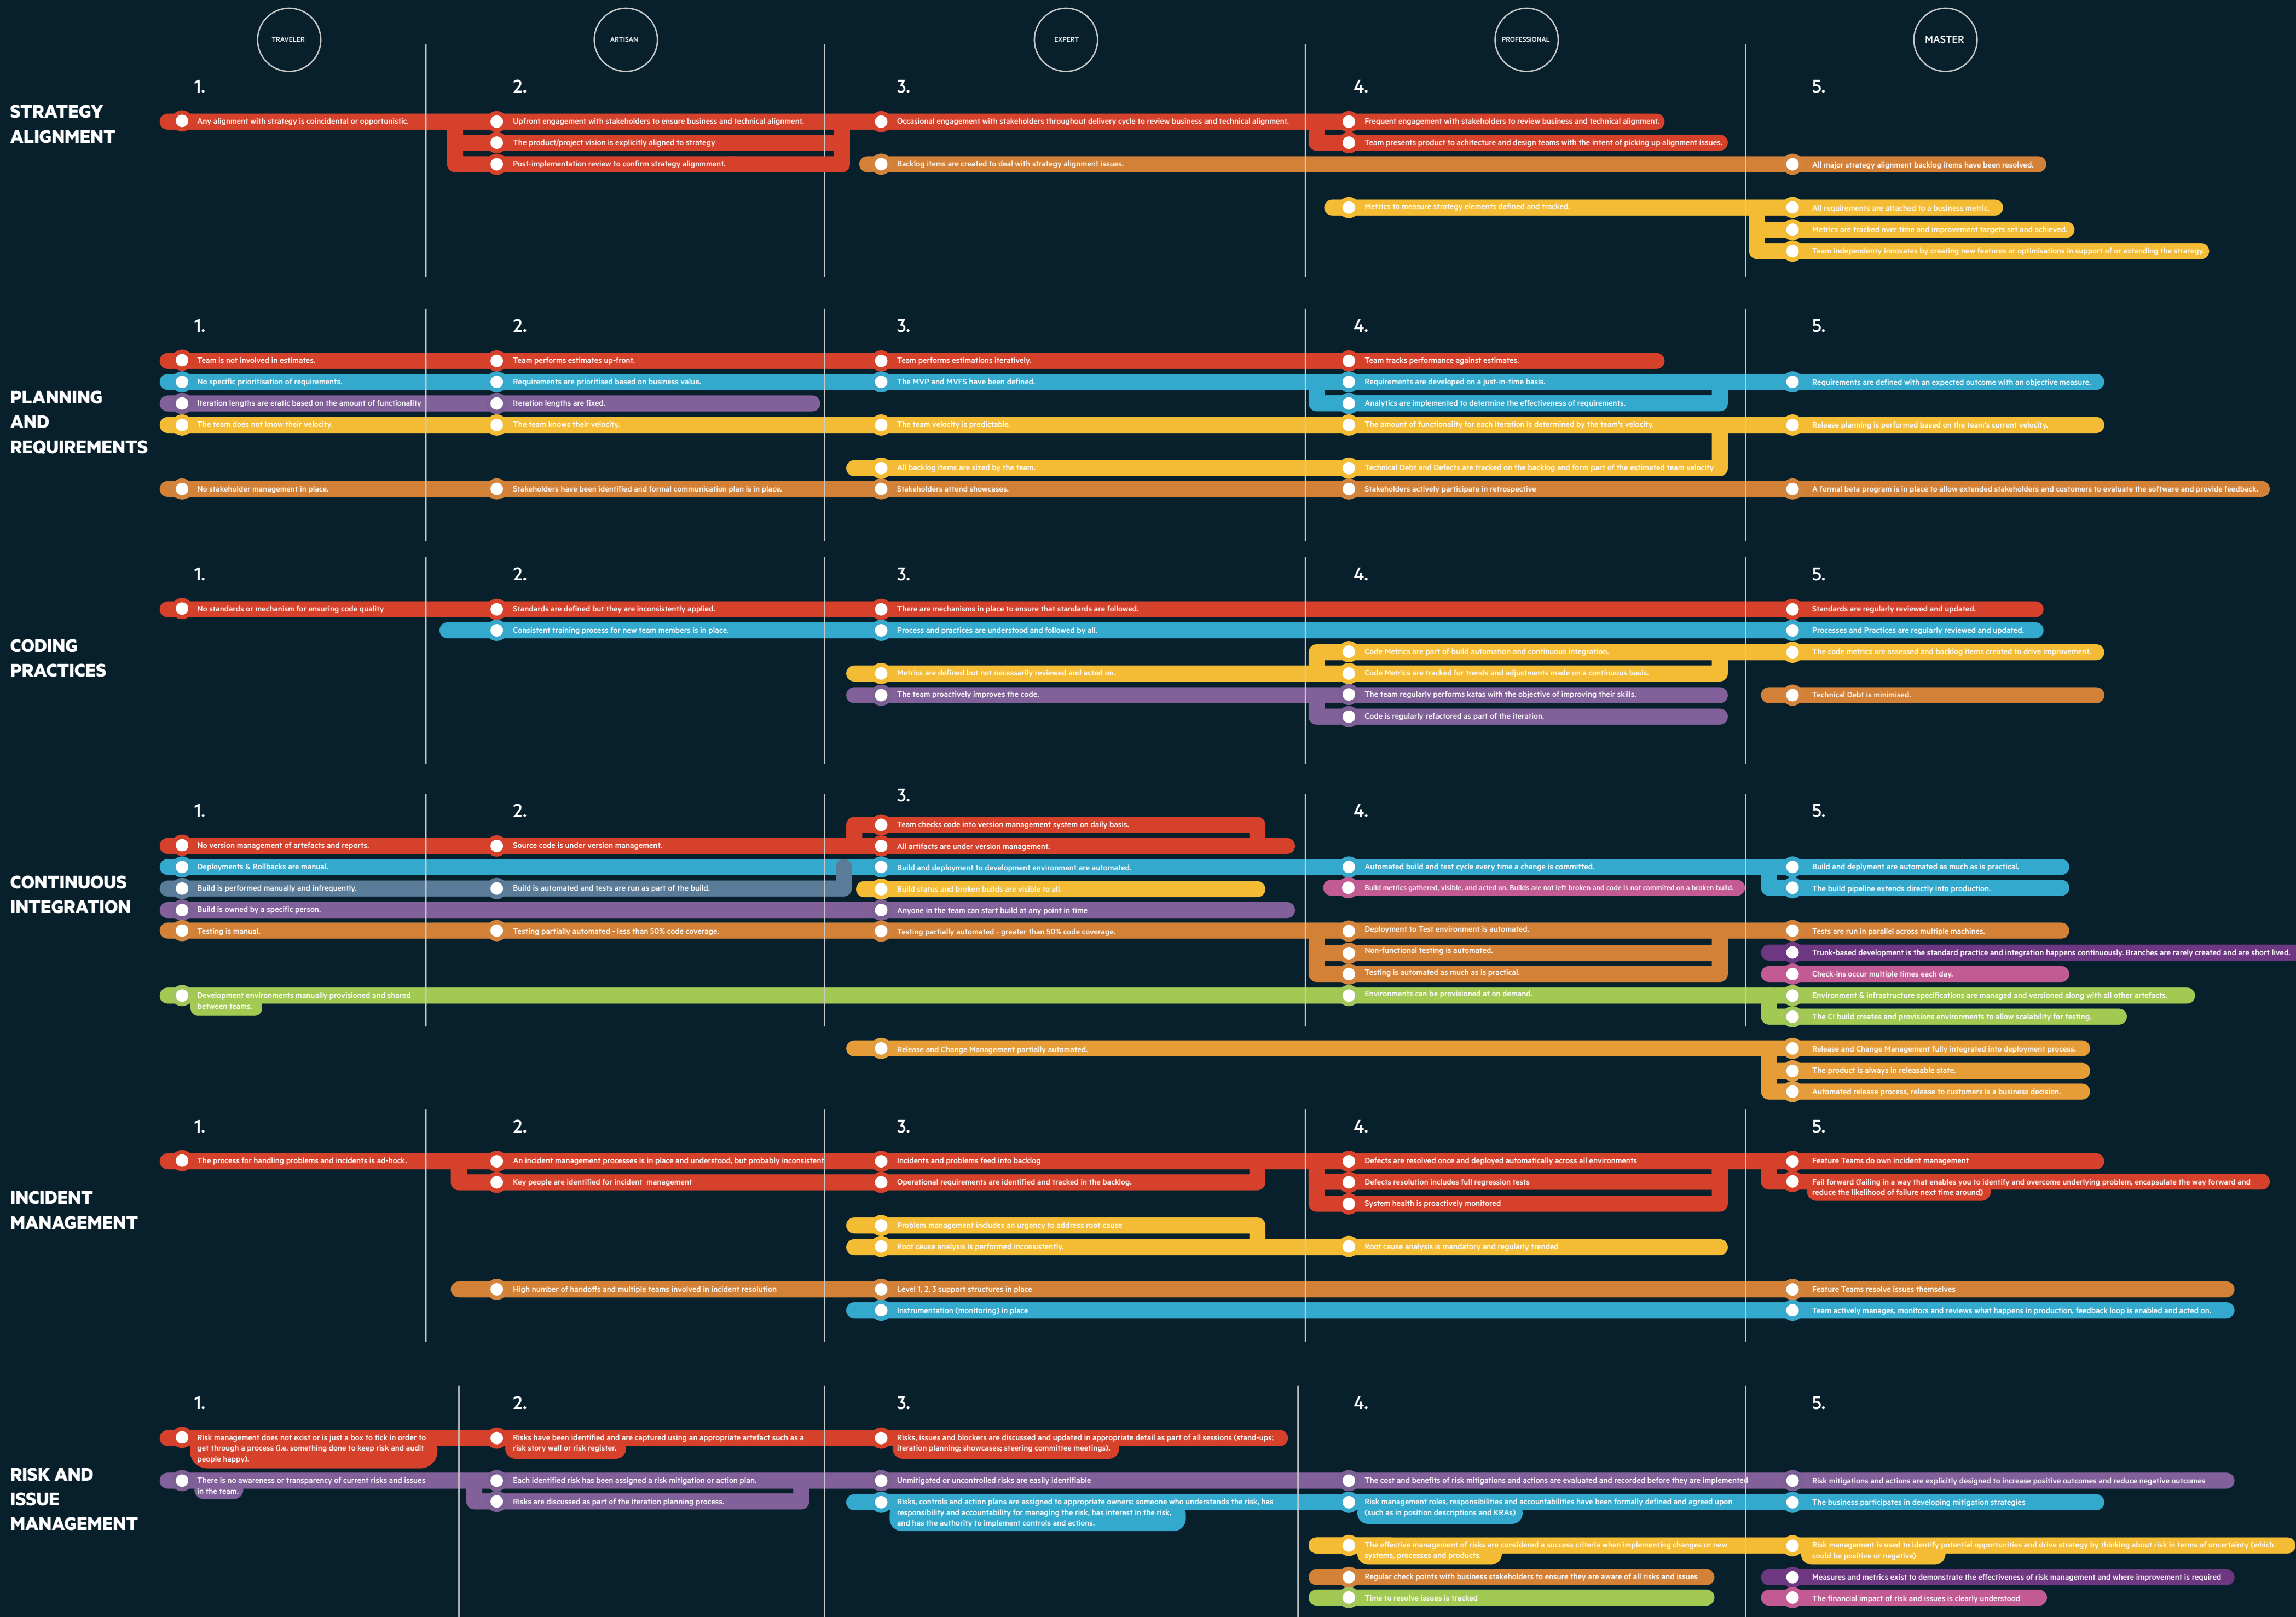 TRAVELER
ARTISAN
EXPERT
PROFESSIONAL
MASTER
STRATEGY
ALIGNMENT
1.
2.
3.
4.
5.
Any alignment with strategy is coincidental or opportunistic.
Upfront engagement with stakeholders to ensure business and technical alignment.
Occasional engagement with stakeholders throughout delivery cycle to review business and technical alignment.
Frequent engagement with stakeholders to review business and technical alignment.
The product/project vision is explicitly aligned to strategy
Team presents product to achitecture and design teams with the intent of picking up alignment issues.
Post-implementation review to confirm strategy alignmment.
Backlog items are created to deal with strategy alignment issues.
All major strategy alignment backlog items have been resolved.
Metrics to measure strategy elements defined and tracked.
All requirements are attached to a business metric.
Metrics are tracked over time and improvement targets set and achieved.
Team independenty innovates by creating new features or optimisations in support of or extending the strategy.
PLANNING
AND
REQUIREMENTS
1.
2.
3.
4.
5.
Team is not involved in estimates.
Team performs estimates up-front.
Team performs estimations iteratively.
Team tracks performance against estimates.
No specific prioritisation of requirements.
Requirements are prioritised based on business value.
The MVP and MVFS have been defined.
Requirements are developed on a just-in-time basis.
Requirements are defined with an expected outcome with an objective measure.
Iteration lengths are eratic based on the amount of functionality
Iteration lengths are fixed.
Analytics are implemented to determine the effectiveness of requirements.
The team does not know their velocity.
The team knows their velocity.
The team velocity is predictable.
The amount of functionality for each iteration is determined by the team's velocity.
Release planning is performed based on the team's current velocity.
All backlog items are sized by the team.
Technical Debt and Defects are tracked on the backlog and form part of the estimated team velocity
No stakeholder management in place.
Stakeholders have been identified and formal communication plan is in place.
Stakeholders attend showcases.
Stakeholders actively participate in retrospective
A formal beta program is in place to allow extended stakeholders and customers to evaluate the software and provide feedback.
CODING
PRACTICES
1.
2.
3.
4.
5.
No standards or mechanism for ensuring code quality
Standards are defined but they are inconsistently applied.
There are mechanisms in place to ensure that standards are followed.
Standards are regularly reviewed and updated.
Consistent training process for new team members is in place.
Process and practices are understood and followed by all.
Processes and Practices are regularly reviewed and updated.
Code Metrics are part of build automation and continuous integration.
The code metrics are assessed and backlog items created to drive improvement.
Metrics are defined but not necessarily reviewed and acted on.
Code Metrics are tracked for trends and adjustments made on a continuous basis.
The team proactively improves the code.
The team regularly performs katas with the objective of improving their skills.
Technical Debt is minimised.
Code is regularly refactored as part of the iteration.
CONTINUOUS
INTEGRATION
1.
2.
3.
4.
5.
Team checks code into version management system on daily basis.
No version management of artefacts and reports.
Source code is under version management.
All artifacts are under version management.
Deployments & Rollbacks are manual.
Build and deployment to development environment are automated.
Automated build and test cycle every time a change is committed.
Build and deplyment are automated as much as is practical.
Build is performed manually and infrequently.
Build is automated and tests are run as part of the build.
Build status and broken builds are visible to all.
Build metrics gathered, visible, and acted on. Builds are not left broken and code is not commited on a broken build.
The build pipeline extends directly into production.
Build is owned by a specific person.
Anyone in the team can start build at any point in time
Testing is manual.
Testing partially automated - less than 50% code coverage.
Testing partially automated - greater than 50% code coverage.
Deployment to Test environment is automated.
Tests are run in parallel across multiple machines.
Non-functional testing is automated.
Trunk-based development is the standard practice and integration happens continuously. Branches are rarely created and are short lived.
Testing is automated as much as is practical.
Check-ins occur multiple times each day.
Development environments manually provisioned and shared
between teams.
Environments can be provisioned at on demand.
Environment & infrastructure specifications are managed and versioned along with all other artefacts.
The CI build creates and provisions environments to allow scalability for testing.
Release and Change Management partially automated.
Release and Change Management fully integrated into deployment process.
The product is always in releasable state.
Automated release process, release to customers is a business decision.
INCIDENT
MANAGEMENT
1.
2.
3.
4.
5.
The process for handling problems and incidents is ad-hock.
An incident management processes is in place and understood, but probably inconsistent
Incidents and problems feed into backlog
Defects are resolved once and deployed automatically across all environments
Feature Teams do own incident management
Key people are identified for incident management
Operational requirements are identified and tracked in the backlog.
Defects resolution includes full regression tests
Fail forward (failing in a way that enables you to identify and overcome underlying problem, encapsulate the way forward and
reduce the likelihood of failure next time around)
System health is proactively monitored
Problem management includes an urgency to address root cause
Root cause analysis is performed inconsistently.
Root cause analysis is mandatory and regularly trended
High number of handoffs and multiple teams involved in incident resolution
Level 1, 2, 3 support structures in place
Feature Teams resolve issues themselves
Instrumentation (monitoring) in place
Team actively manages, monitors and reviews what happens in production, feedback loop is enabled and acted on.
RISK AND
ISSUE
MANAGEMENT
1.
2.
3.
4.
5.
Risk management does not exist or is just a box to tick in order to
get through a process (i.e. something done to keep risk and audit
people happy).
Risks have been identified and are captured using an appropriate artefact such as a
risk story wall or risk register.
Risks, issues and blockers are discussed and updated in appropriate detail as part of all sessions (stand-ups;
iteration planning; showcases; steering committee meetings).
There is no awareness or transparency of current risks and issues
in the team.
Each identified risk has been assigned a risk mitigation or action plan.
Unmitigated or uncontrolled risks are easily identifiable
The cost and benefits of risk mitigations and actions are evaluated and recorded before they are implemented
Risk mitigations and actions are explicitly designed to increase positive outcomes and reduce negative outcomes
Risks are discussed as part of the iteration planning process.
Risks, controls and action plans are assigned to appropriate owners: someone who understands the risk, has
responsibility and accountability for managing the risk, has interest in the risk,
and has the authority to implement controls and actions.
Risk management roles, responsibilities and accountabilities have been formally defined and agreed upon
(such as in position descriptions and KRAs)
The business participates in developing mitigation strategies
The effective management of risks are considered a success criteria when implementing changes or new
systems, processes and products.
Risk management is used to identify potential opportunities and drive strategy by thinking about risk in terms of uncertainty (which
could be positive or negative)
Regular check points with business stakeholders to ensure they are aware of all risks and issues
Measures and metrics exist to demonstrate the effectiveness of risk management and where improvement is required
Time to resolve issues is tracked
The financial impact of risk and issues is clearly understood